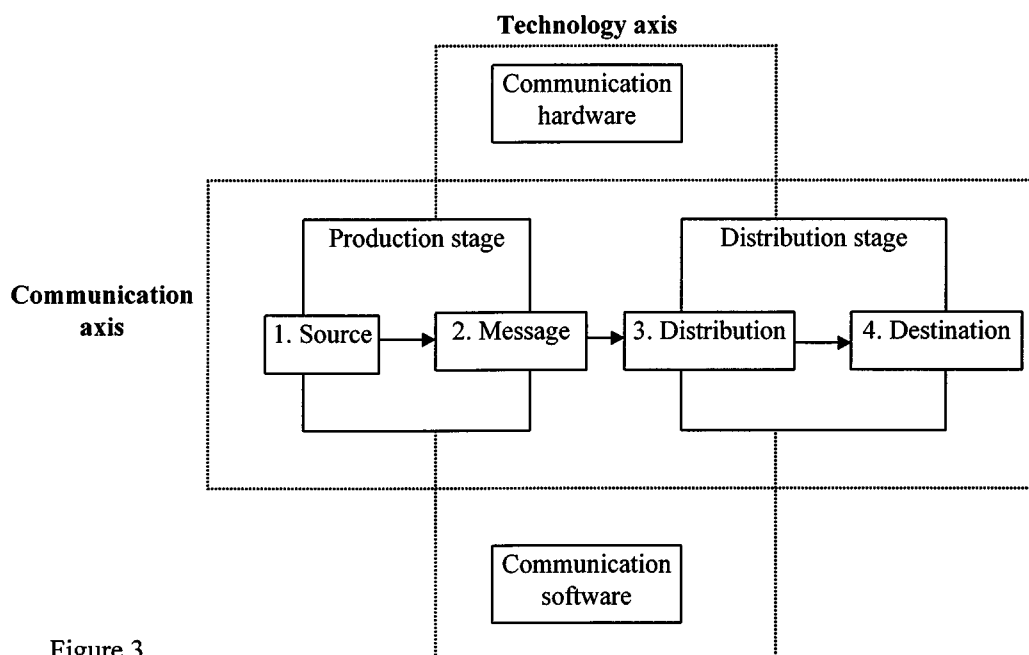 Technology axis
Communication
hardware
Production stage
Distribution stage
Communication
axis
1. Source
2. Message
3. Distribution
4. Destination
Communication
software
Figure 3